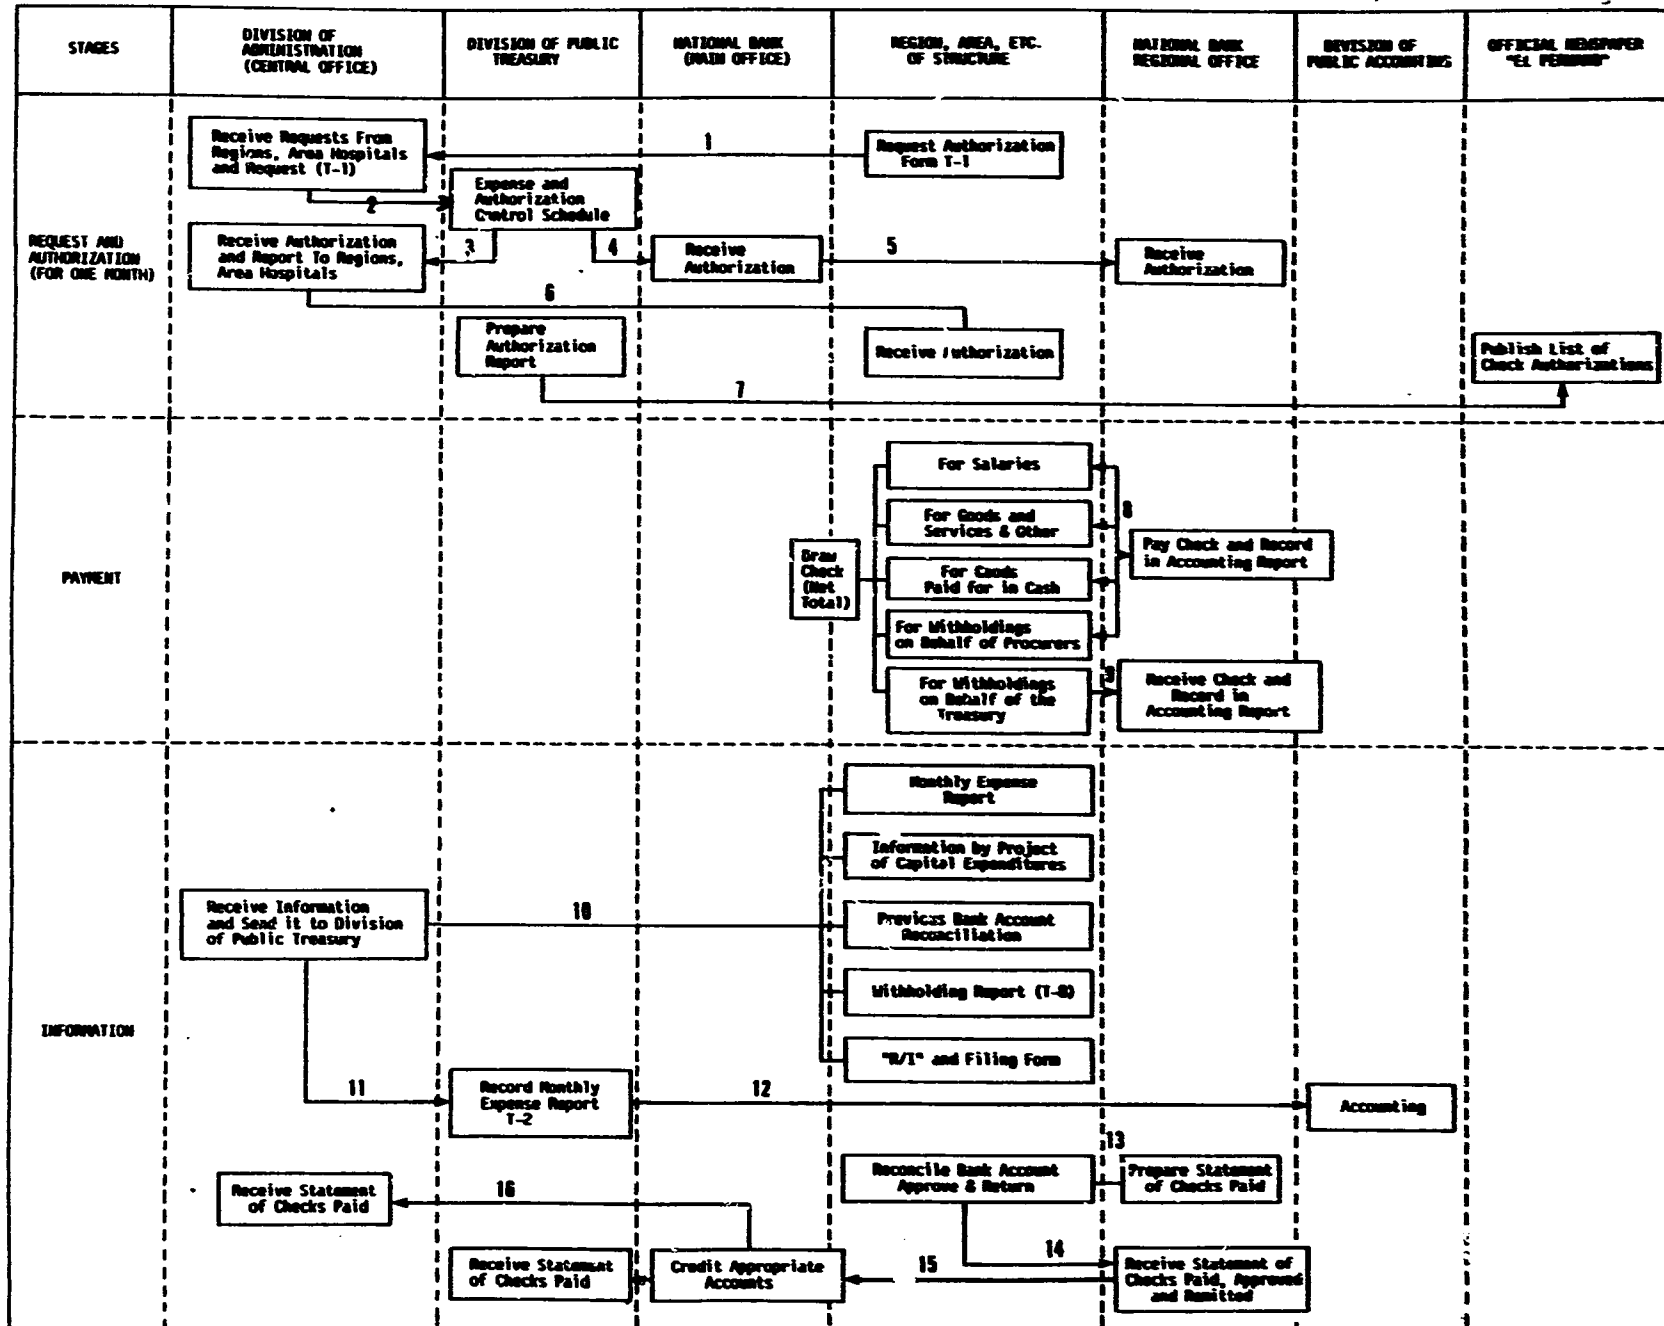 STAGES
DIVISION OF
ADMINISTRATION
(CENTRAL OFFICE)
DIVISION OF PUBLIC
TREASURY
NATIONAL BANK
(MAIN OFFICE)
REGION, AREA, ETC.
OF STRUCTURE
NATIONAL BANK
REGIONAL OFFICE
DIVISION OF
PUBLIC ACCOUNTING
OFFICIAL NEWSPAPER
"EL PERUANO"
REQUEST AND
AUTHORIZATION
(FOR ONE MONTH)
Receive Requests From
Regions, Area Hospitals
and Request (T-1)
1
Request Authorization
Form T-1
2
Expense and
Authorization
Control Schedule
Receive Authorization
and Report To Regions,
Area Hospitals
3
4
Receive
Authorization
5
Receive
Authorization
6
Prepare
Authorization
Report
Receive Authorization
Publish List of
Check Authorizations
7
PAYMENT
Draw
Check
(Net
Total)
For Salaries
For Goods and
Services & Other
For Goods
Paid for in Cash
For Withholdings
on Behalf of Procurers
For Withholdings
on Behalf of the
Treasury
8
Pay Check and Record
in Accounting Report
9
Receive Check and
Record in
Accounting Report
INFORMATION
Monthly Expense
Report
Information by Project
of Capital Expenditures
Receive Information
and Send it to Division
of Public Treasury
10
Previous Bank Account
Reconciliation
Withholding Report (T-8)
"R/I" and Filing Form
11
Record Monthly
Expense Report
T-2
12
Accounting
13
Reconcile Bank Account
Approve & Return
Prepare Statement
of Checks Paid
Receive Statement
of Checks Paid
16
14
Receive Statement
of Checks Paid
Credit Appropriate
Accounts
15
Receive Statement of
Checks Paid, Approved
and Remitted